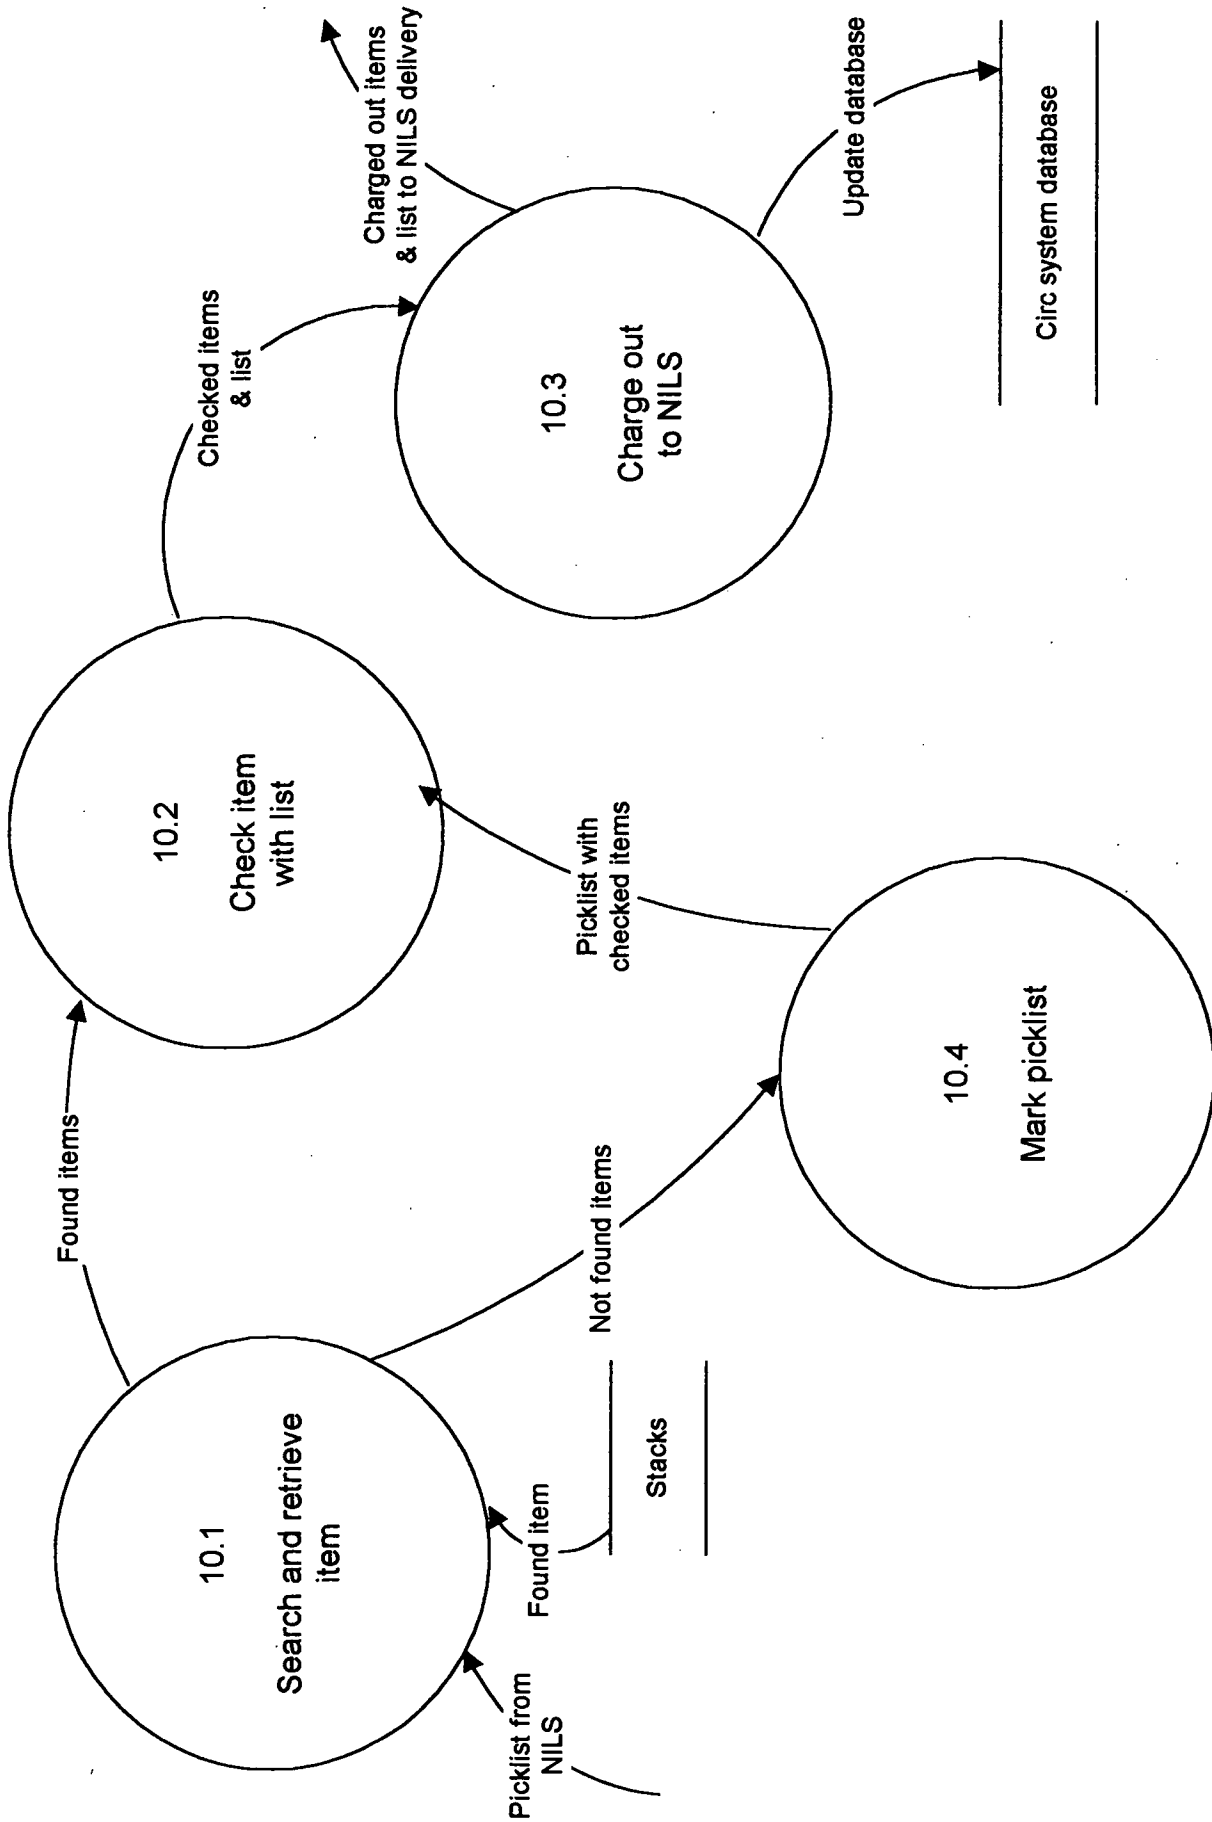 Found items
10.2
Check item
with list
Checked items
& list
Charged out items
& list to NILS delivery
10.1
Search and retrieve
item
10.3
Charge out
to NILS
Picklist from
NILS
Found item
Stacks
Not found items
Picklist with
checked items
Update database
10.4
Mark picklist
Circ system database